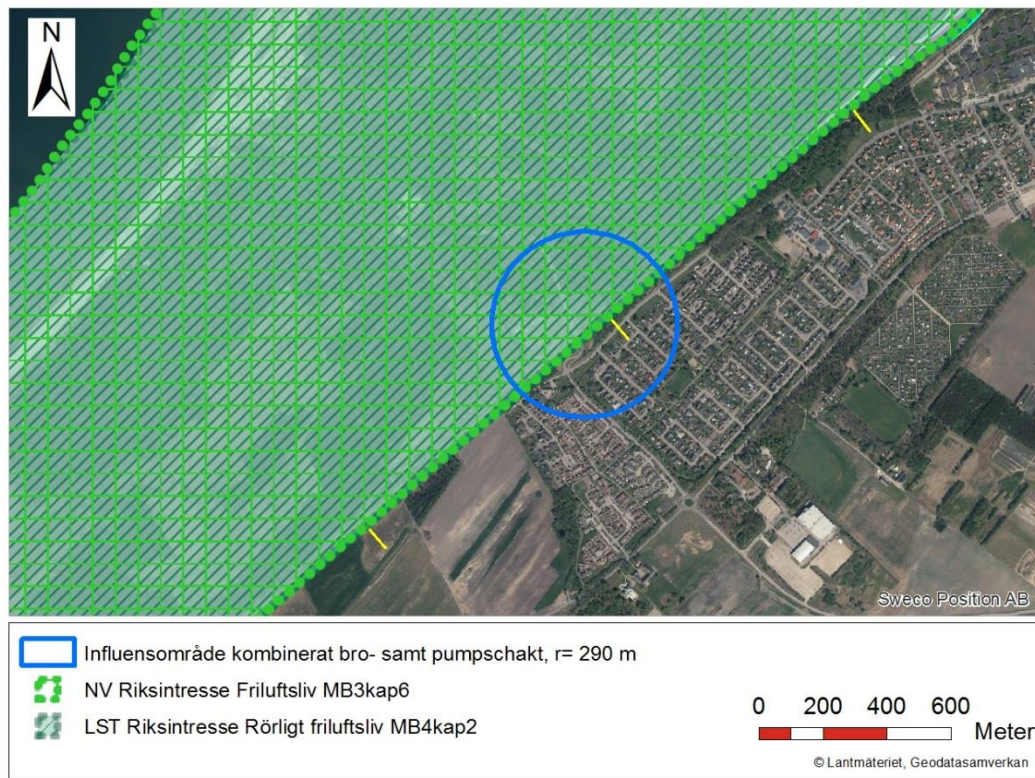 N
Sweco Position AB
Influensområde kombinerat bro- samt pumpschakt, r= 290 m
NV Riksintresse Friluftsliv MB3kap6
LST Riksintresse Rörligt friluftsliv MB4kap2
0 200 400 600
Meter
© Lantmäteriet, Geodatasamverkan